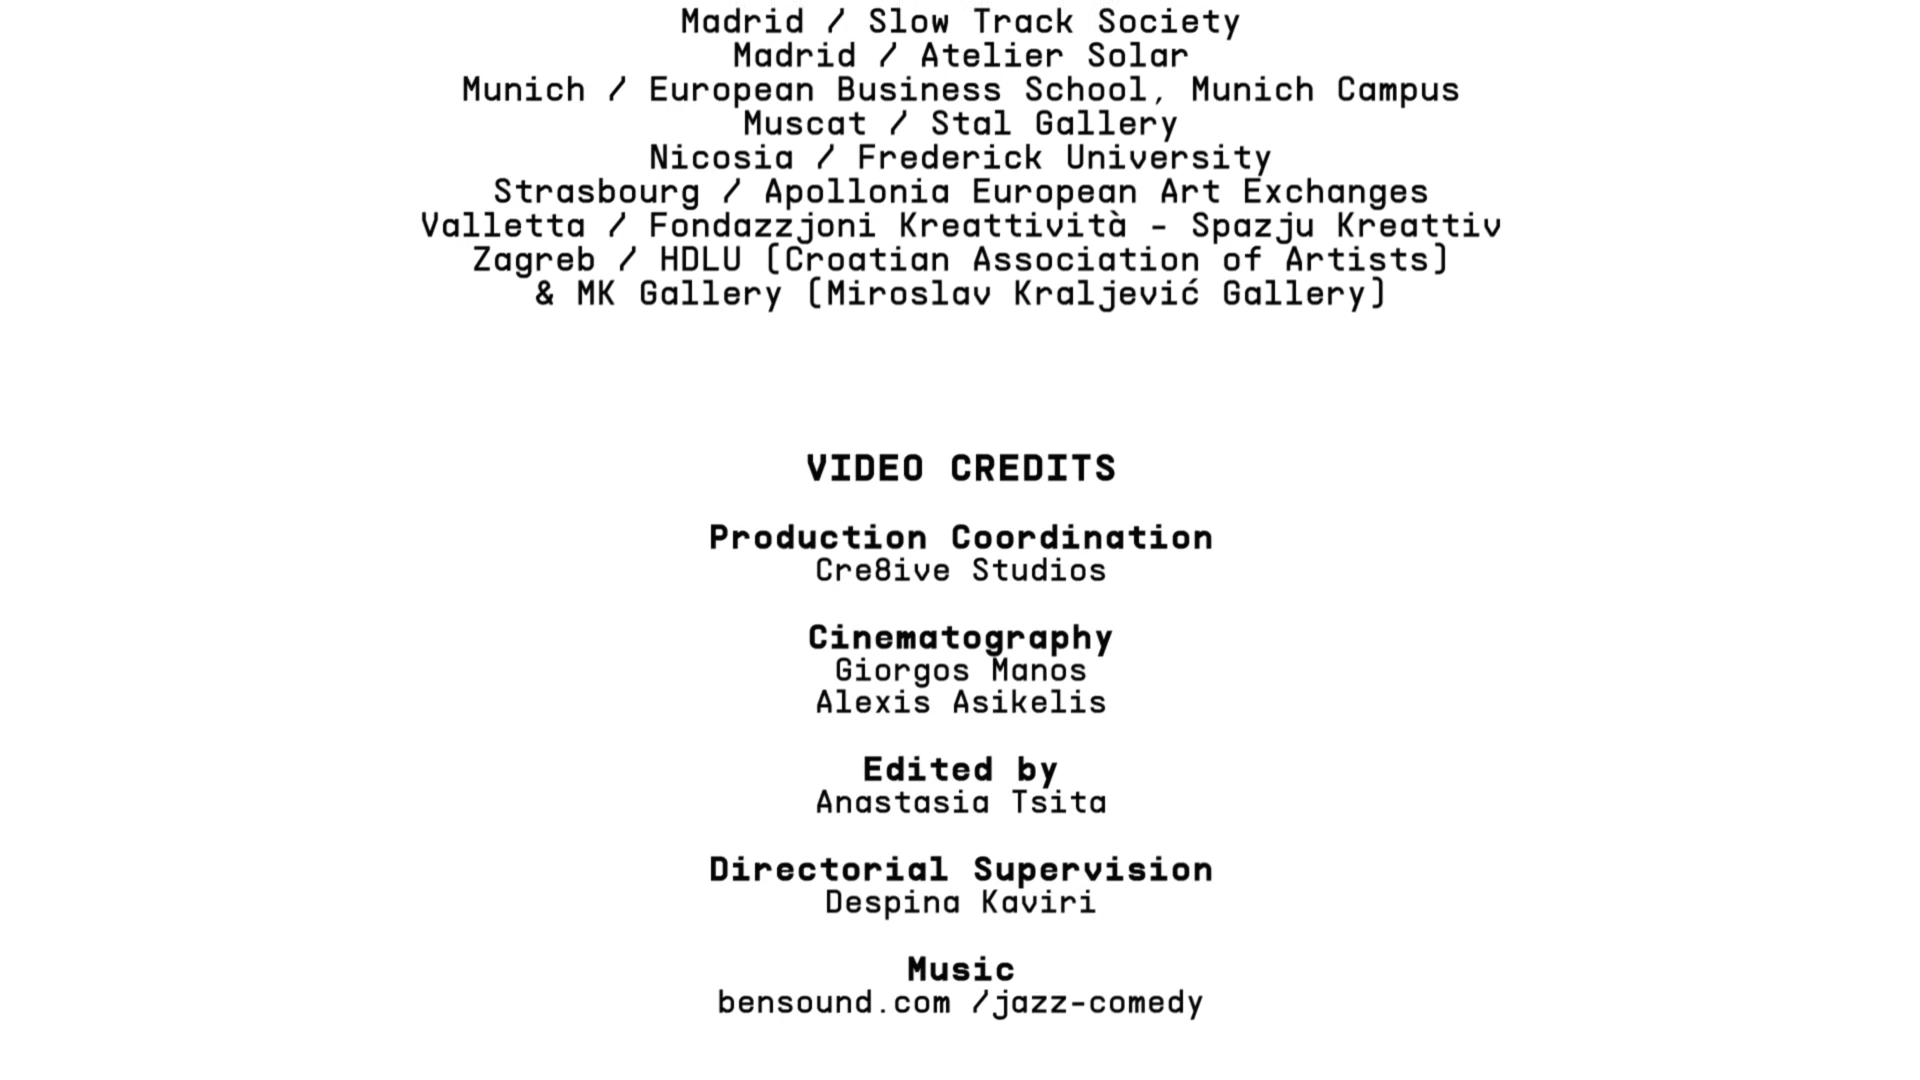 Madrid / Slow Track Society
Madrid / Atelier Solar
Munich / European Business School, Munich Campus
Muscat / Stal Gallery
Nicosia / Frederick University
Strasbourg / Apollonia European Art Exchanges
Valletta / Fondazzjoni Kreattività - Spazju Kreattiv
Zagreb / HDLU (Croatian Association of Artists)
& MK Gallery (Miroslav Kraljević Gallery)
VIDEO CREDITS
Production Coordination
Cre8ive Studios
Cinematography
Giorgos Manos
Alexis Asikelis
Edited by
Anastasia Tsita
Directorial Supervision
Despina Kaviri
Music
bensound.com /jazz-comedy